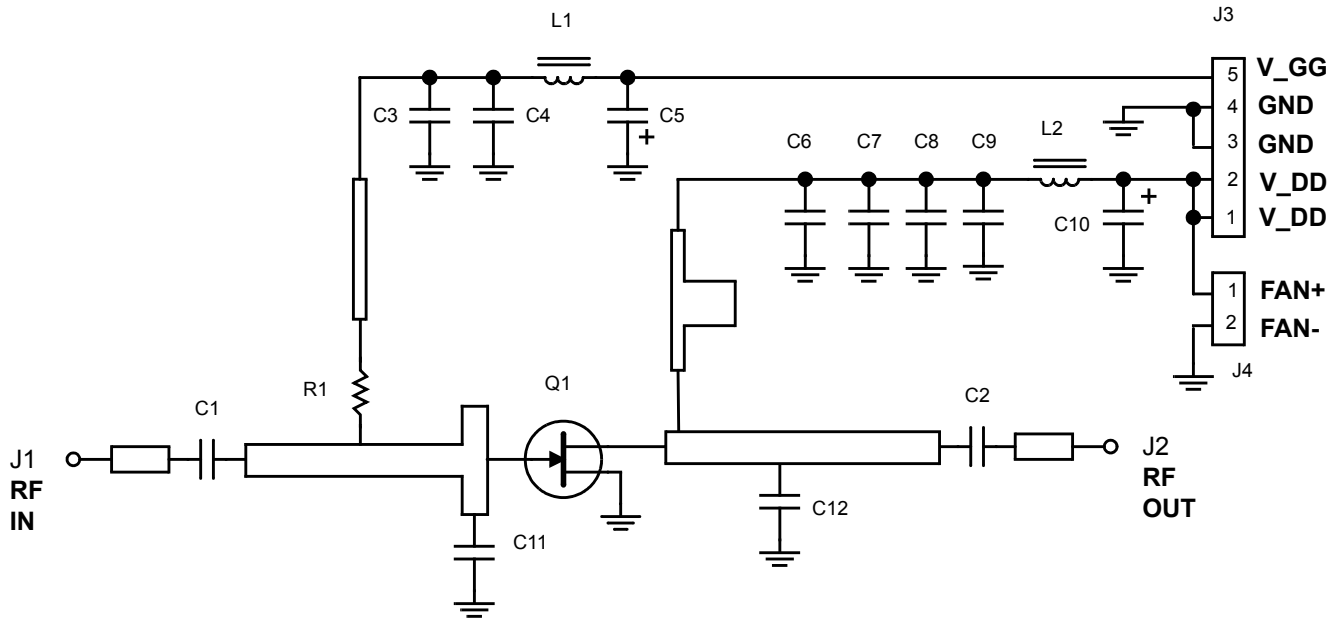 J3
L1
5 V_GG
4 GND
3 GND
2 V_DD
1 V_DD
C3
C4
C5
+
C6
C7
C8
C9
L2
+
C10
1 FAN+
2 FAN-
J4
R1
Q1
C1
C2
J1
RF
IN
J2
RF
OUT
C11
C12